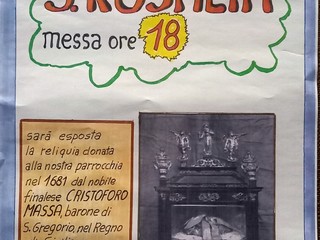 S. ROSALIA
messa ore 18
sarà esposta
la reliquia donata
alla nostra parrocchia
nel 1681 dal nobile
finalese CRISTOFORO
MASSA, barone di
S. Gregorio, nel Regno